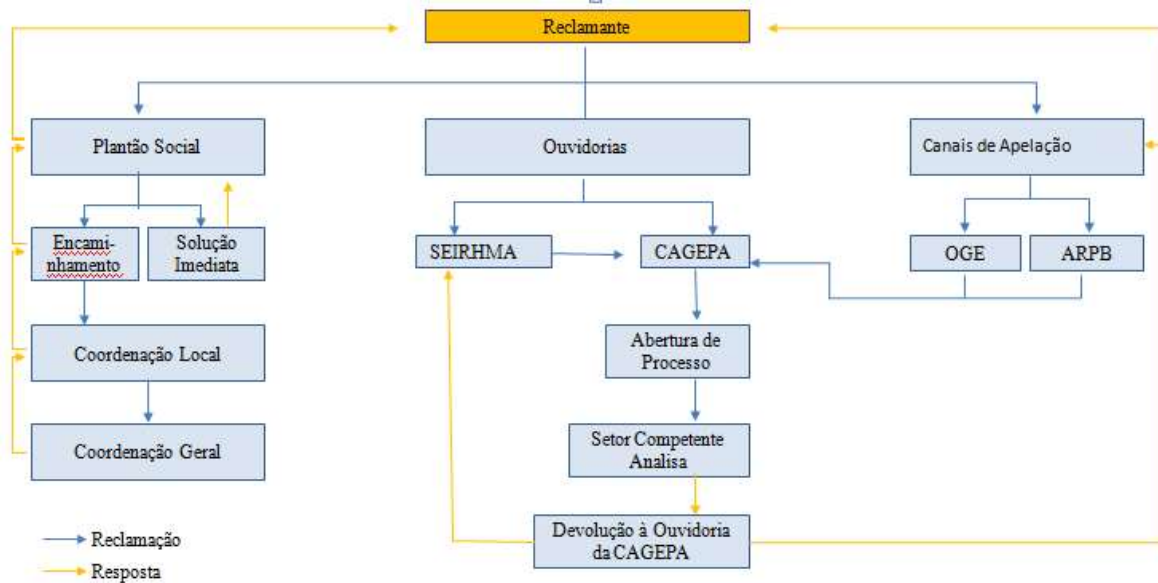 Reclamante
Plantão Social
Ouvidorias
Canais de Apelação
Encami-
nhamento
Solução
Imediata
SEIRHMA
CAGEPA
OGE
ARPB
Coordenação Local
Abertura de
Processo
Coordenação Geral
Setor Competente
Analisa
Devolução à Ouvidoria
da CAGEPA
Reclamação
Resposta